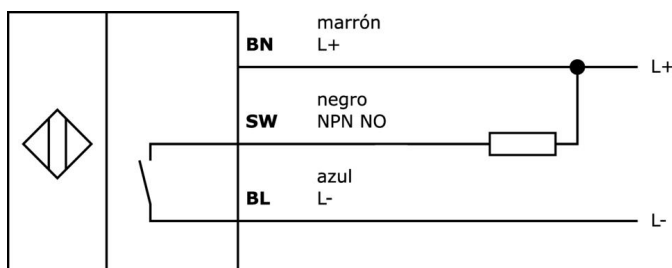 marrón
BN L+
L+
negro
SW NPN NO
azul
BL L-
L-